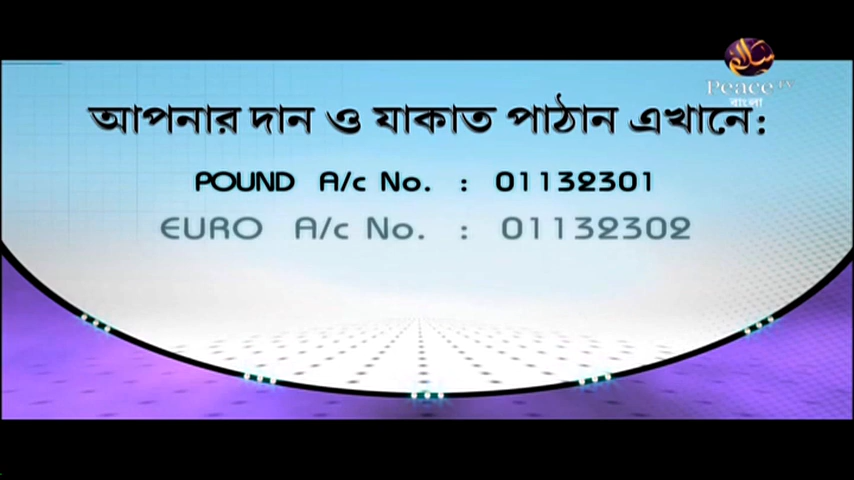 Peace TV
বাংলা
আপনার দান ও যাকাত পাঠান এখানে:
POUND A/c No. : 01132301
EURO A/c No. : 01132302